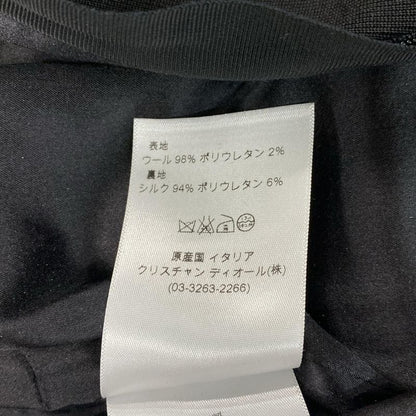 表地
ウール 98% ポリウレタン 2%
裏地
シルク 94% ポリウレタン 6%
原産国 イタリア
クリスチャン ディオール(株)
(03-3263-2266)